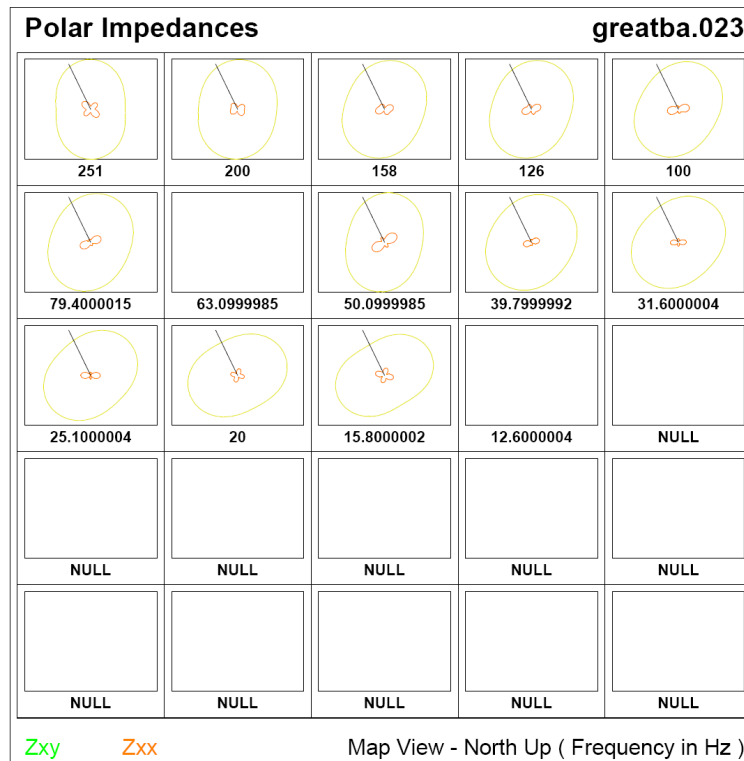 Polar Impedances greatba.023
251 200 158 126 100
79.4000015 63.0999985 50.0999985 39.7999992 31.6000004
25.1000004 20 15.8000002 12.6000004 NULL
NULL NULL NULL NULL NULL
NULL NULL NULL NULL NULL
Zxy Zxx Map View - North Up ( Frequency in Hz )